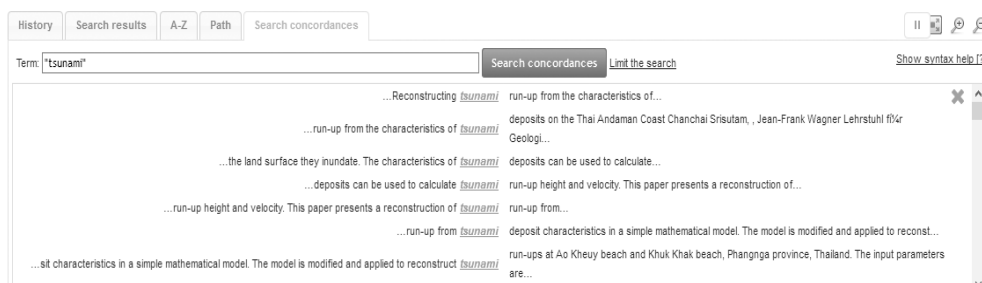 History Search results A-Z Path Search concordances
Term: "tsunami" Search concordances Limit the search Show syntax help [?
...Reconstructing tsunami run-up from the characteristics of...
...run-up from the characteristics of tsunami deposits on the Thai Andaman Coast Chanchai Srisutam, , Jean-Frank Wagner Lehrstuhl fï¼r
Geologi...
...the land surface they inundate. The characteristics of tsunami deposits can be used to calculate...
...deposits can be used to calculate tsunami run-up height and velocity. This paper presents a reconstruction of...
...run-up height and velocity. This paper presents a reconstruction of tsunami run-up from...
...run-up from tsunami deposit characteristics in a simple mathematical model. The model is modified and applied to reconst...
...sit characteristics in a simple mathematical model. The model is modified and applied to reconstruct tsunami run-ups at Ao Kheuy beach and Khuk Khak beach, Phangnga province, Thailand. The input parameters
are...